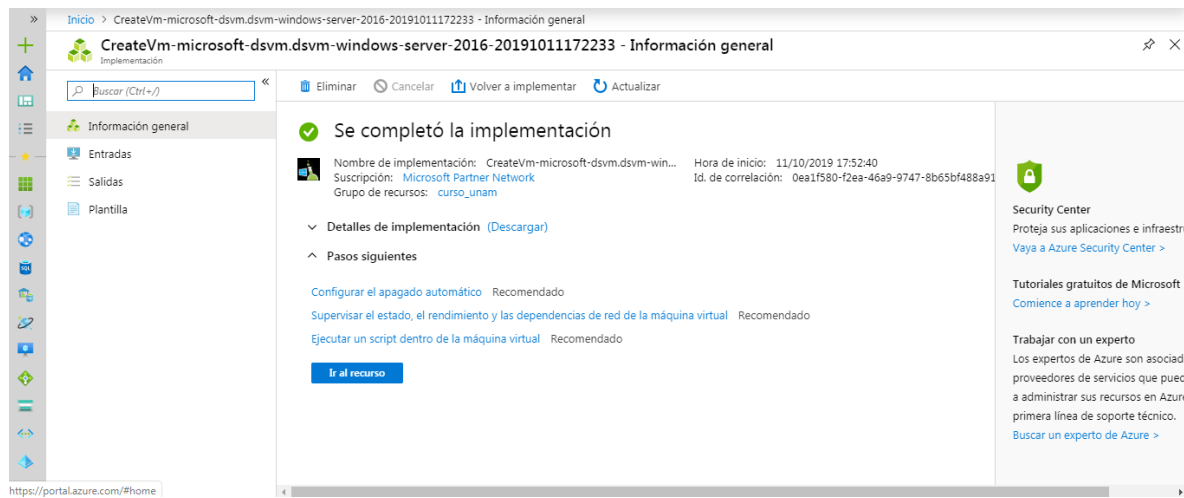 »
Inicio > CreateVm-microsoft-dsvm.dsvm-windows-server-2016-20191011172233 - Información general
CreateVm-microsoft-dsvm.dsvm-windows-server-2016-20191011172233 - Información general
Implementación
Buscar (Ctrl+/)
«
Información general
Entradas
Salidas
Plantilla
Eliminar Cancelar Volver a implementar Actualizar
Se completó la implementación
Nombre de implementación: CreateVm-microsoft-dsvm.dsvm-win... Hora de inicio: 11/10/2019 17:52:40
Suscripción: Microsoft Partner Network Id. de correlación: 0ea1f580-f2ea-46a9-9747-8b65bf488a91
Grupo de recursos: curso_unam
Detalles de implementación (Descargar)
Pasos siguientes
Configurar el apagado automático Recomendado
Supervisar el estado, el rendimiento y las dependencias de red de la máquina virtual Recomendado
Ejecutar un script dentro de la máquina virtual Recomendado
Ir al recurso
Security Center
Proteja sus aplicaciones e infraestru
Vaya a Azure Security Center >
Tutoriales gratuitos de Microsoft
Comience a aprender hoy >
Trabajar con un experto
Los expertos de Azure son asociad
proveedores de servicios que pued
a administrar sus recursos en Azure
primera línea de soporte técnico.
Buscar un experto de Azure >
SQL
https://portal.azure.com/#home